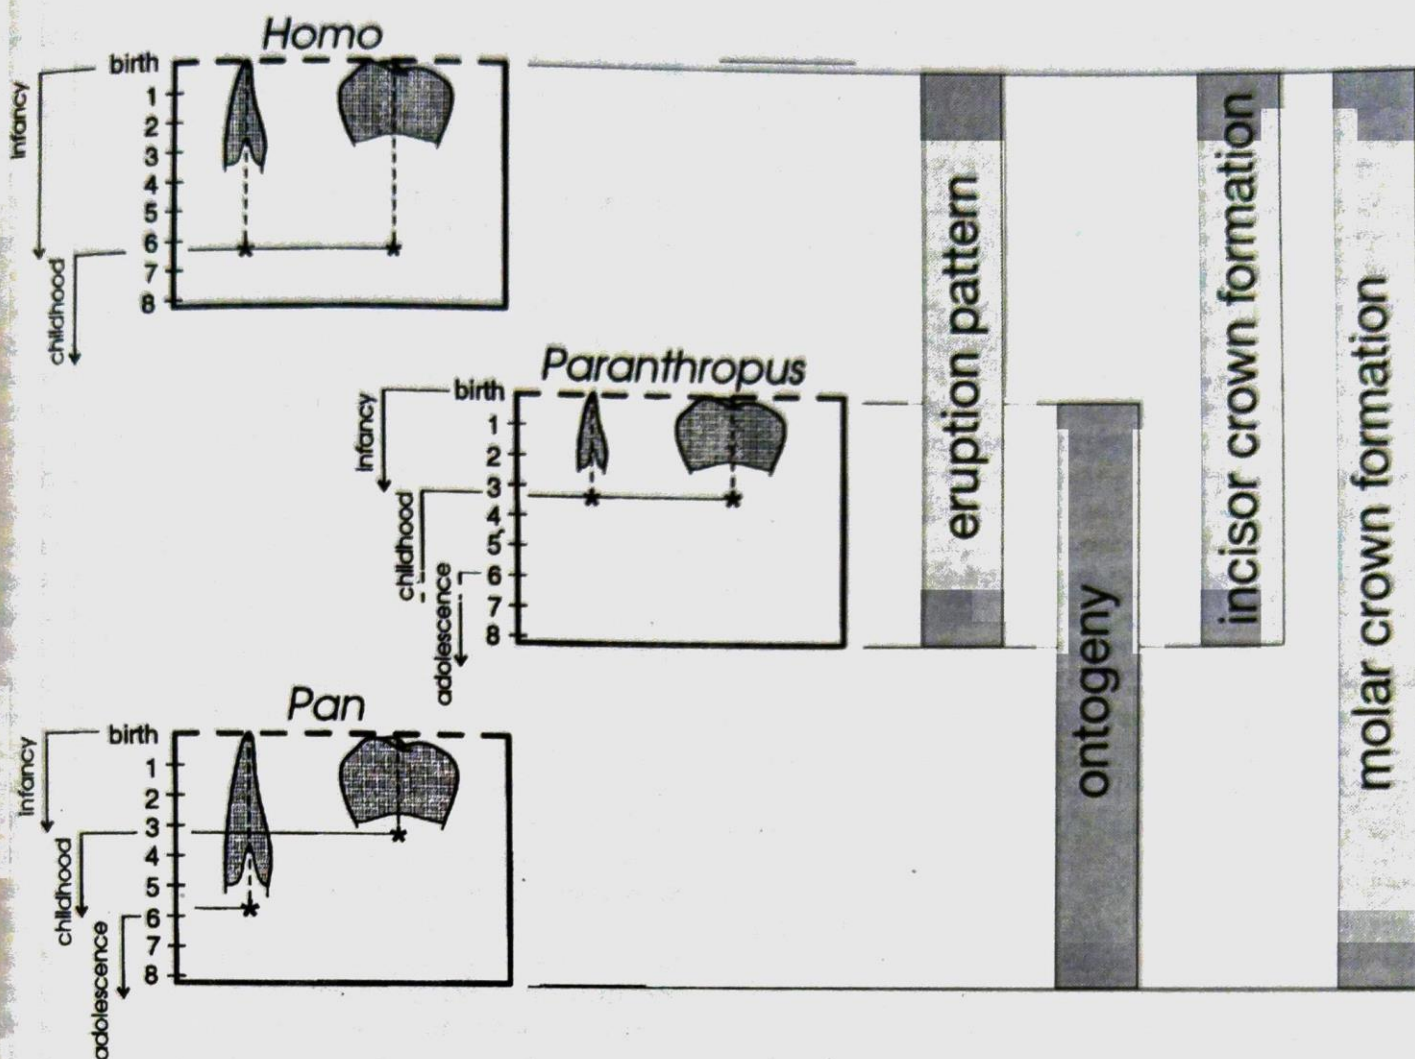 Homo
birth
1
2
3
4
5
6
7
8
infancy
childhood
Paranthropus
birth
1
2
3
4
5
6
7
8
infancy
childhood
adolescence
Pan
birth
1
2
3
4
5
6
7
8
infancy
childhood
adolescence
eruption pattern
ontogeny
incisor crown formation
molar crown formation